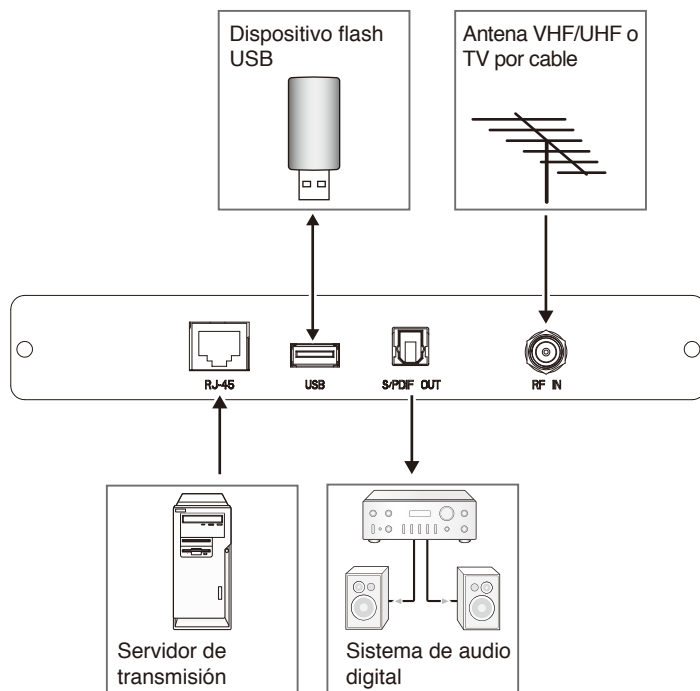 Dispositivo flash
USB
Antena VHF/UHF o
TV por cable
RJ-45
USB
S/PDIF OUT
RF IN
Servidor de
transmisión
Sistema de audio
digital